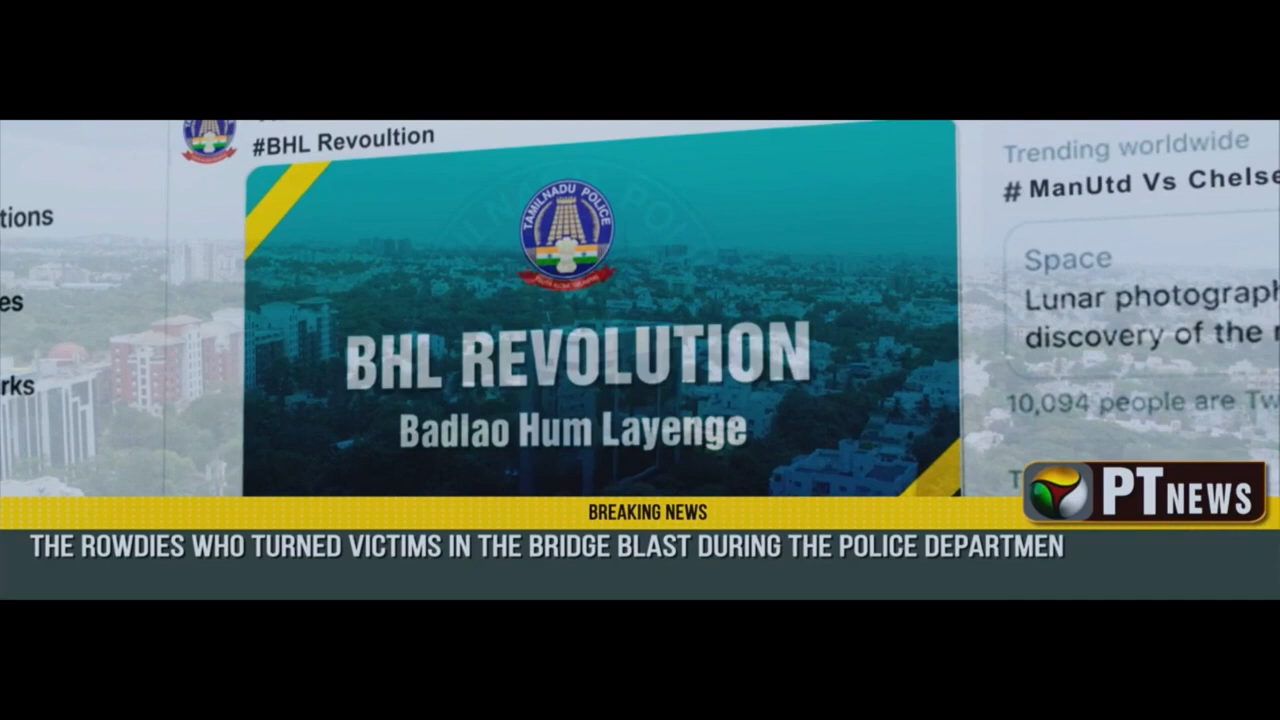 #BHL Revoultion
TAMILNADU POLICE
BHL REVOLUTION
Badlao Hum Layenge
tions
es
rks
Trending worldwide
# ManUtd Vs Chelse
Space
Lunar photograph
discovery of the
10,094 people are Tw
T
PT NEWS
BREAKING NEWS
THE ROWDIES WHO TURNED VICTIMS IN THE BRIDGE BLAST DURING THE POLICE DEPARTMEN